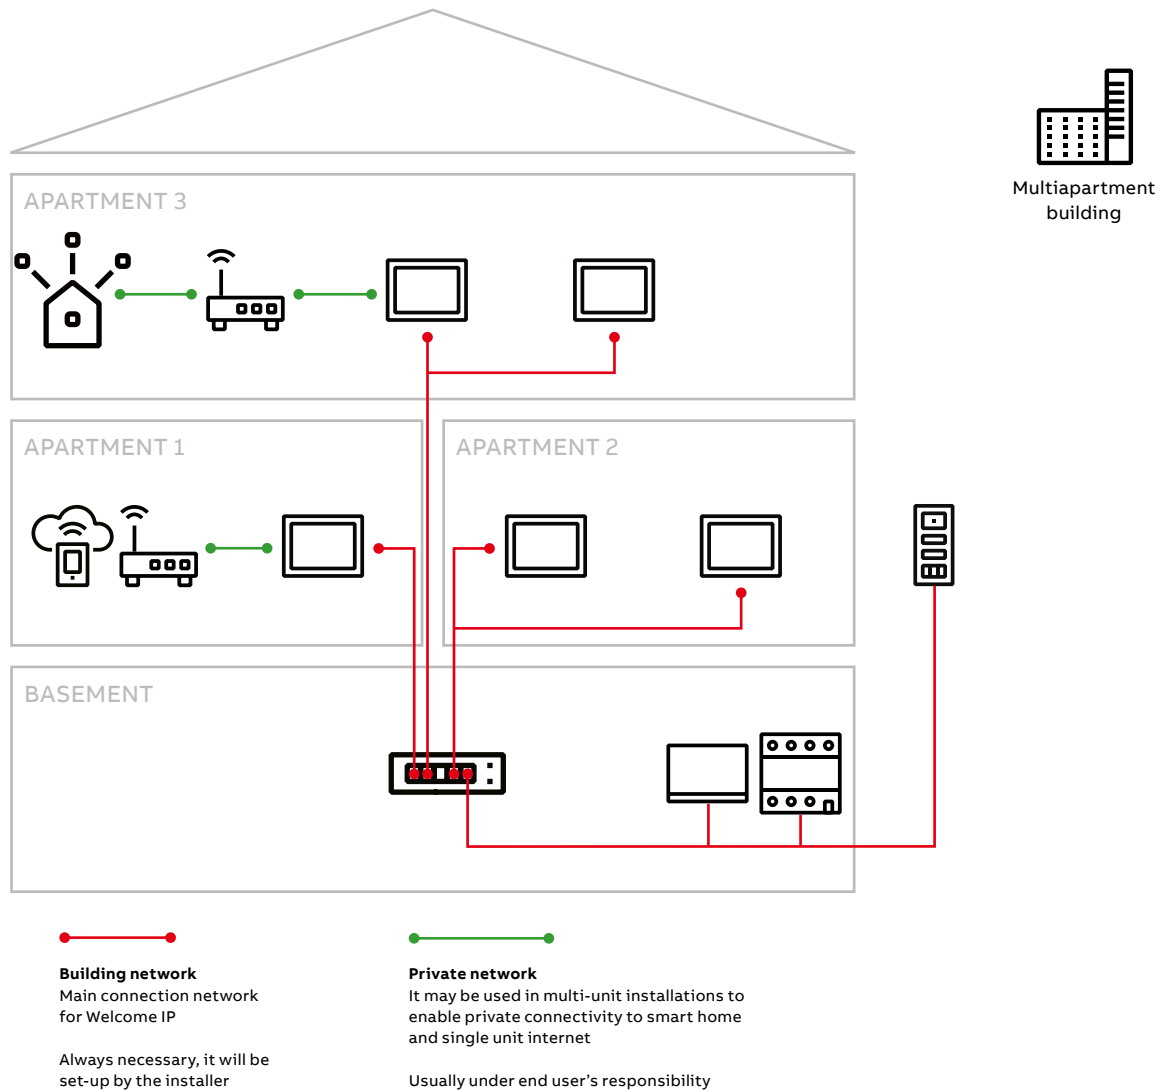 Multiapartment
building
APARTMENT 3
APARTMENT 1
APARTMENT 2
BASEMENT
Building network
Main connection network
for Welcome IP
Always necessary, it will be
set-up by the installer
Private network
It may be used in multi-unit installations to
enable private connectivity to smart home
and single unit internet
Usually under end user’s responsibility